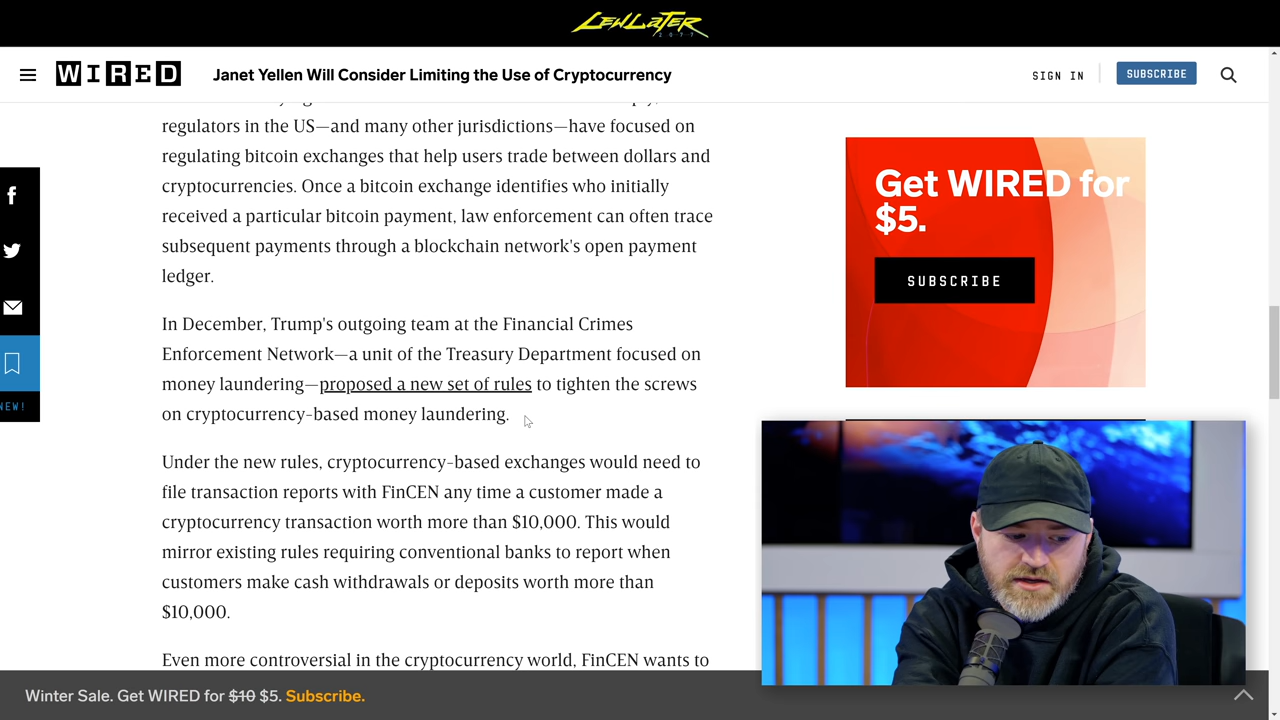 LEWLATER
2077
WIRED
Janet Yellen Will Consider Limiting the Use of Cryptocurrency
SIGN IN
SUBSCRIBE
regulators in the US—and many other jurisdictions—have focused on
regulating bitcoin exchanges that help users trade between dollars and
cryptocurrencies. Once a bitcoin exchange identifies who initially
received a particular bitcoin payment, law enforcement can often trace
subsequent payments through a blockchain network's open payment
ledger.
In December, Trump's outgoing team at the Financial Crimes
Enforcement Network—a unit of the Treasury Department focused on
money laundering—proposed a new set of rules to tighten the screws
on cryptocurrency-based money laundering.
Under the new rules, cryptocurrency-based exchanges would need to
file transaction reports with FinCEN any time a customer made a
cryptocurrency transaction worth more than $10,000. This would
mirror existing rules requiring conventional banks to report when
customers make cash withdrawals or deposits worth more than
$10,000.
Even more controversial in the cryptocurrency world, FinCEN wants to
NEW!
Get WIRED for
$5.
SUBSCRIBE
Winter Sale. Get WIRED for $10 $5. Subscribe.